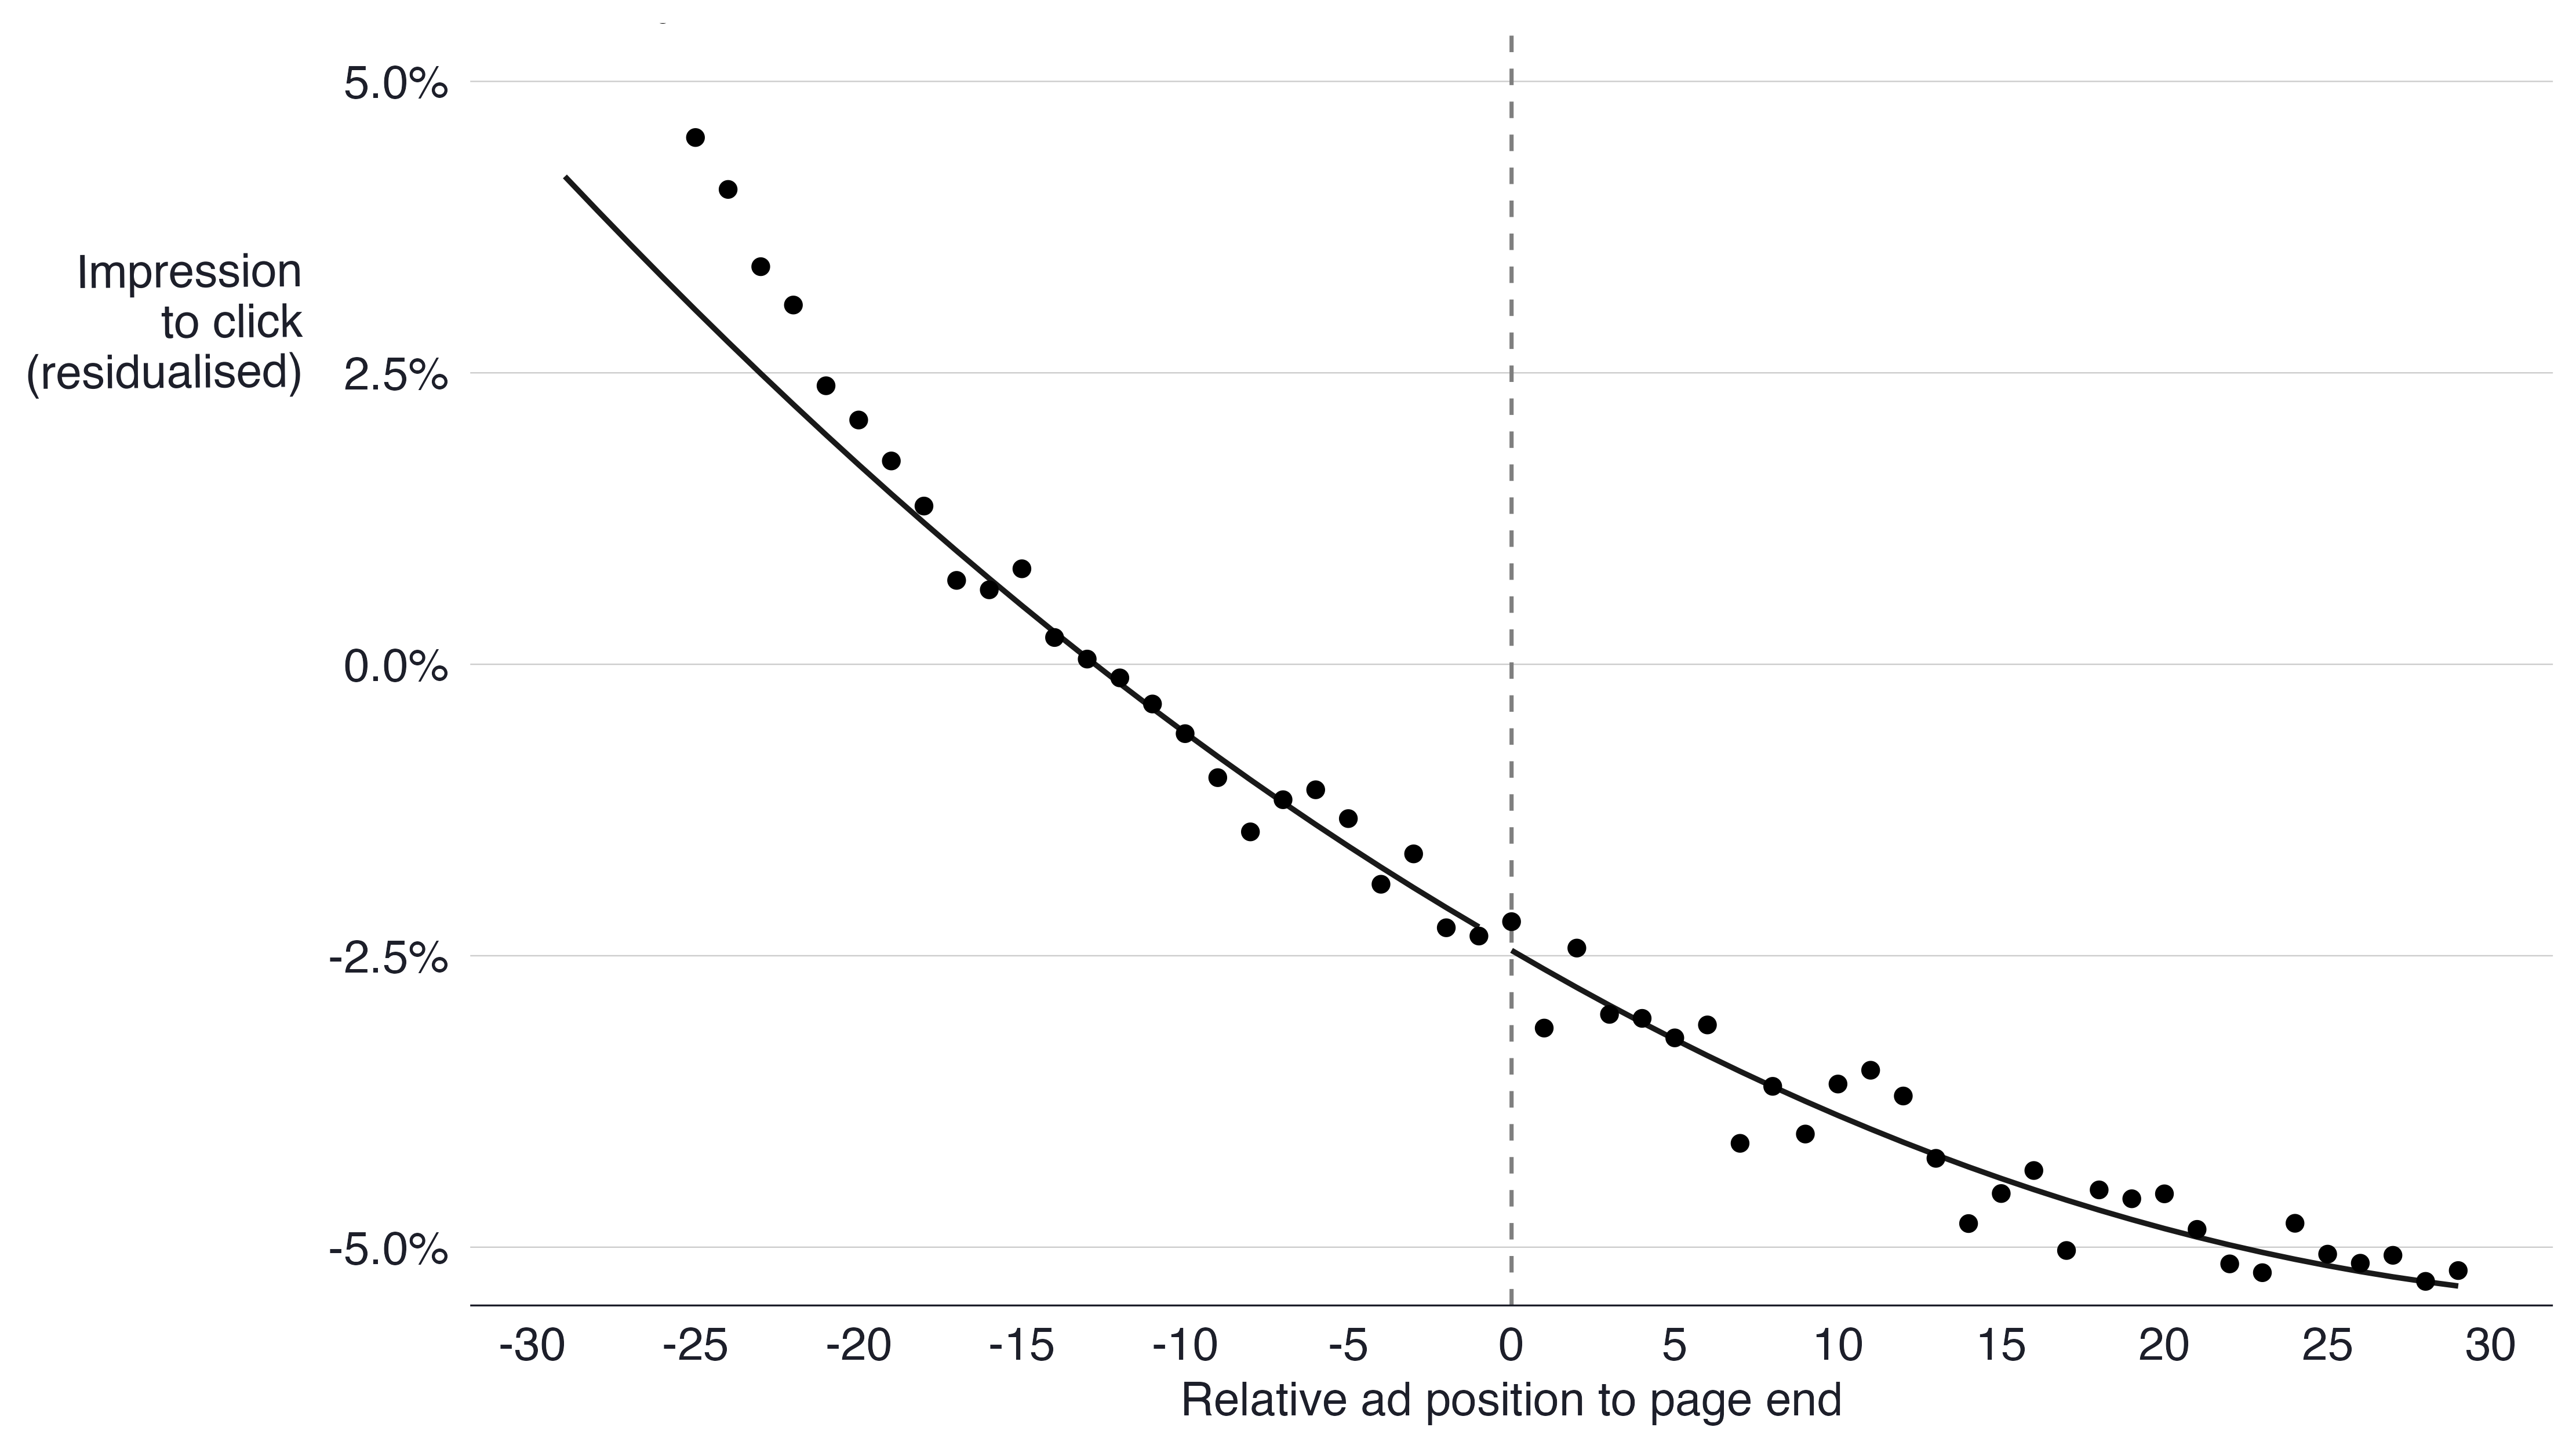 5.0%
Impression
to click
(residualised)
2.5%
0.0%
-2.5%
-5.0%
-30 -25 -20 -15 -10 -5 0 5 10 15 20 25 30
Relative ad position to page end